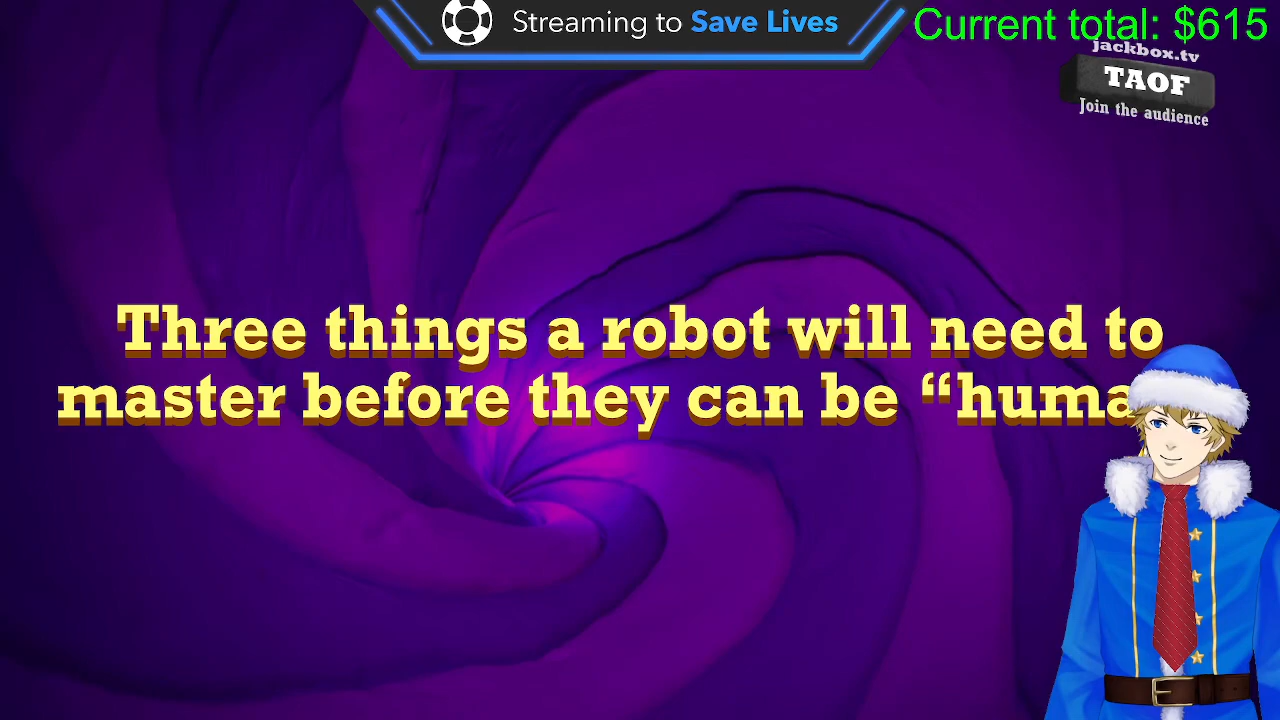 Streaming to Save Lives
Current total: $615
jackbox.tv
TAOF
Join the audience
Three things a robot will need to
master before they can be “huma